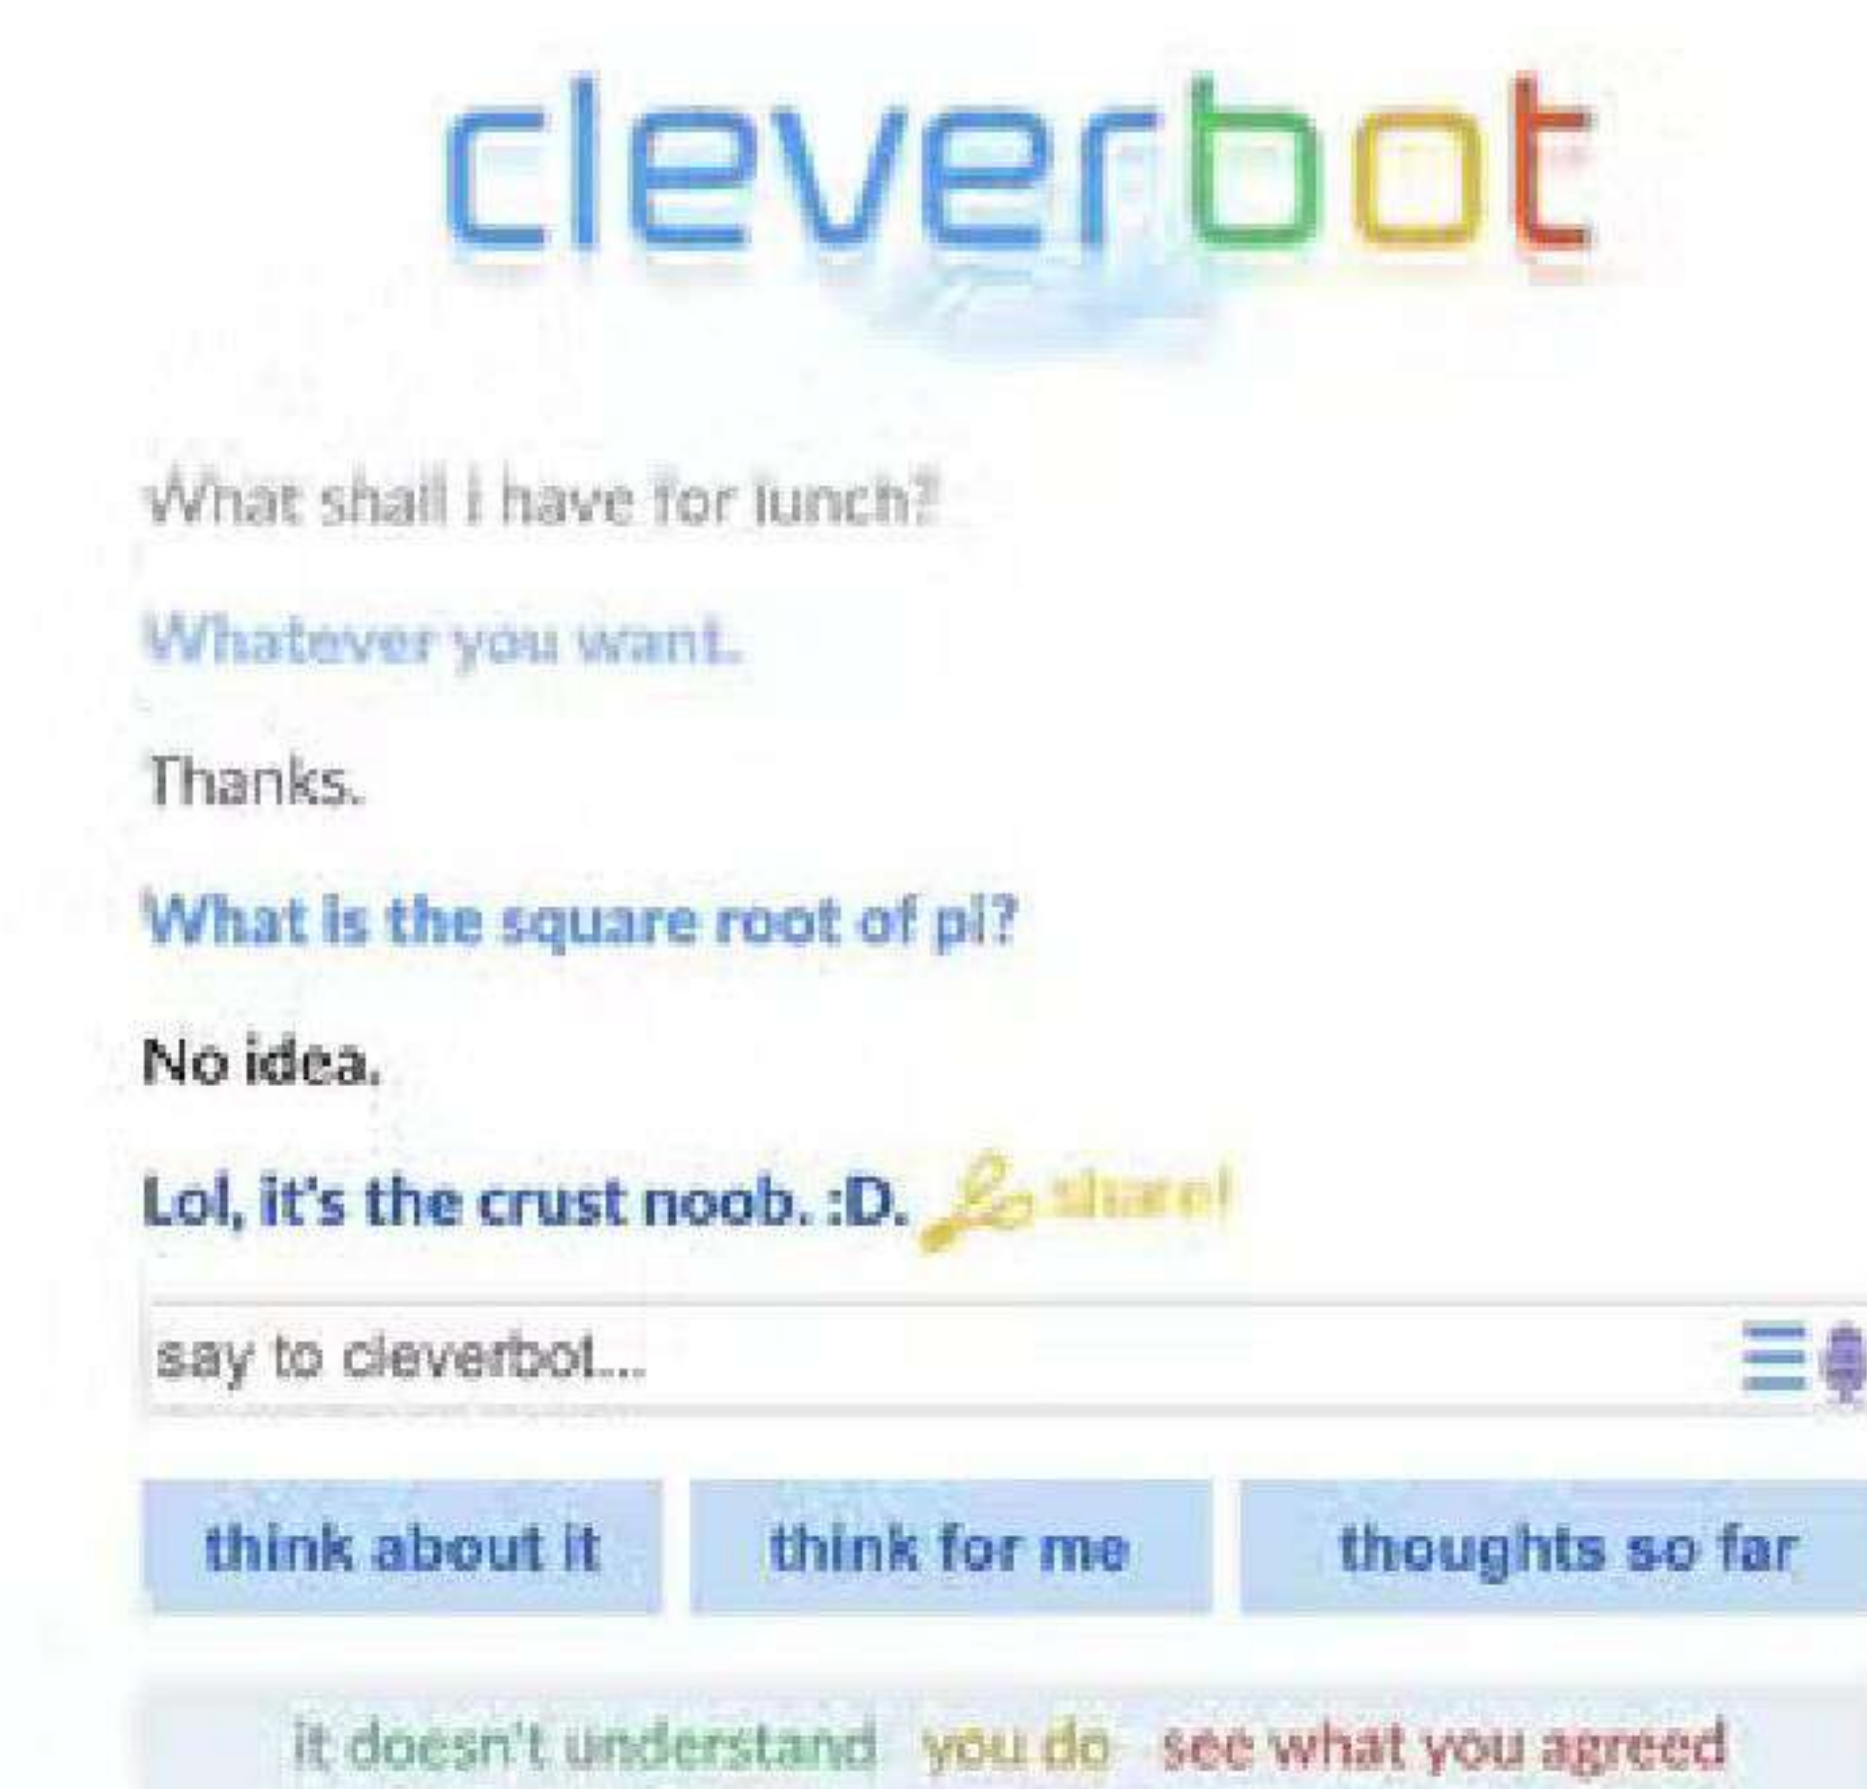 cleverbot
What shall I have for lunch?
Whatever you want.
Thanks.
What is the square root of pi?
No idea.
Lol, it's the crust noob. :D. share!
say to cleverbot...
think about it think for me thoughts so far
it doesn't understand you do see what you agreed